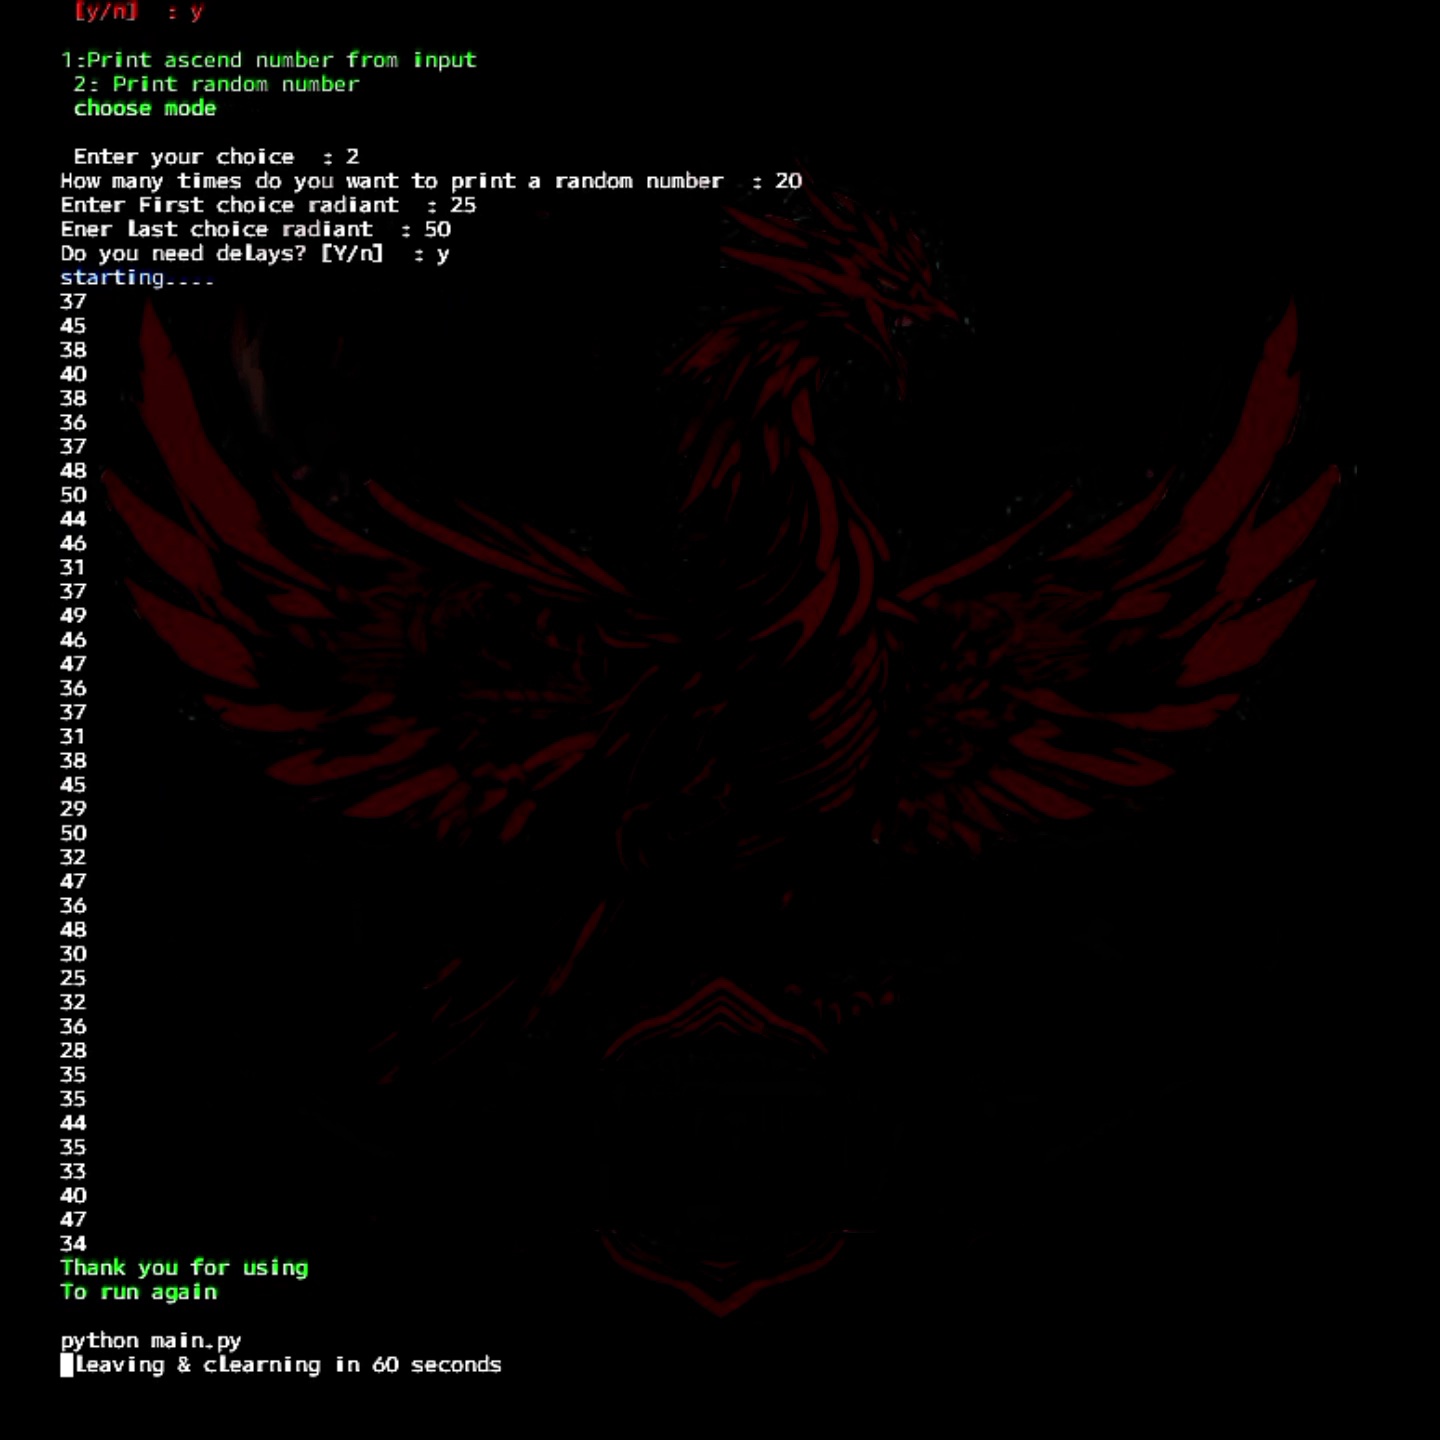 [y/n]  : y
1:Print ascend number from input
2: Print random number
choose mode
Enter your choice  : 2
How many times do you want to print a random number  : 20
Enter First choice radiant  : 25
Ener last choice radiant  : 50
Do you need delays? [Y/n]  : y
starting....
37
45
38
40
38
36
37
48
50
44
46
31
37
49
46
47
36
37
31
38
45
29
50
32
47
36
48
30
25
32
36
28
35
35
44
35
33
40
47
34
Thank you for using
To run again
python main.py
leaving & clearning in 60 seconds